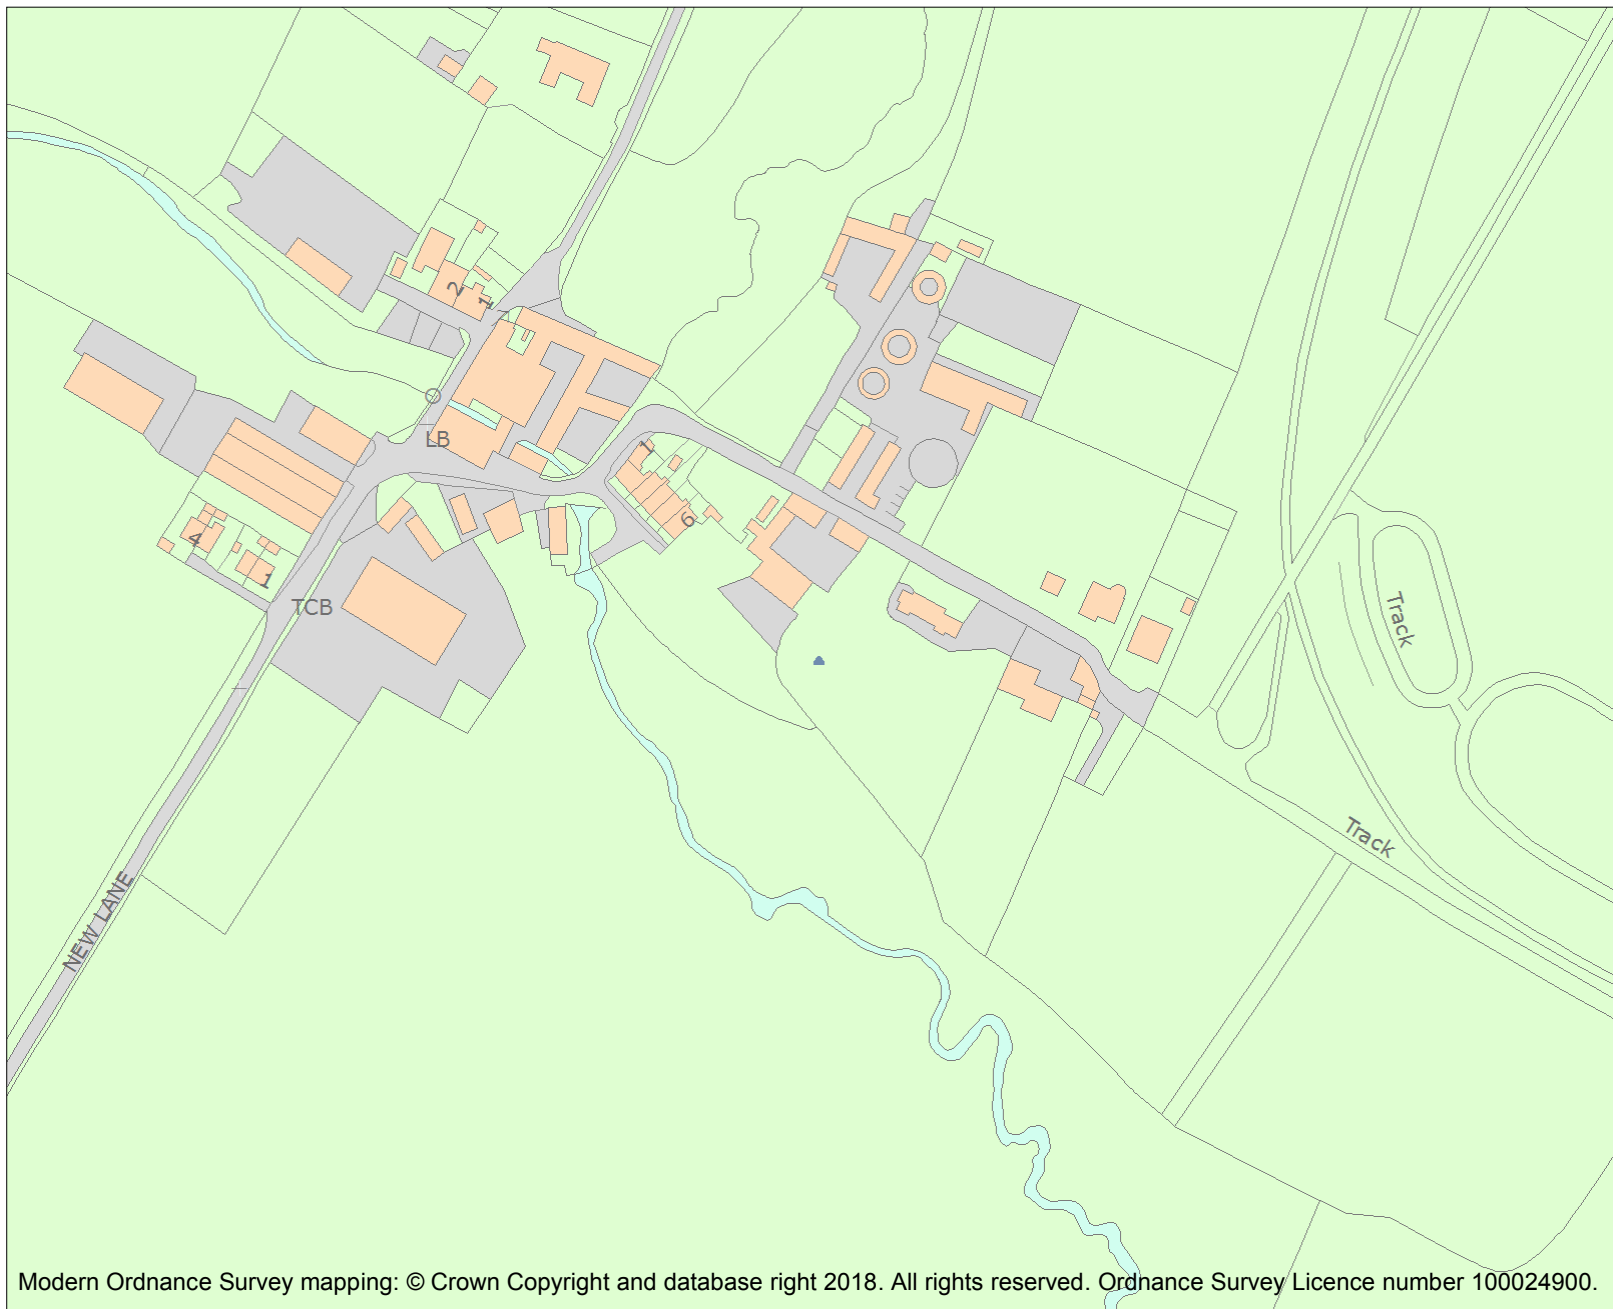 2
1
LB
1
6
4
1
TCB
Track
Track
NEW LANE
Modern Ordnance Survey mapping: © Crown Copyright and database right 2018. All rights reserved. Ordnance Survey Licence number 100024900.